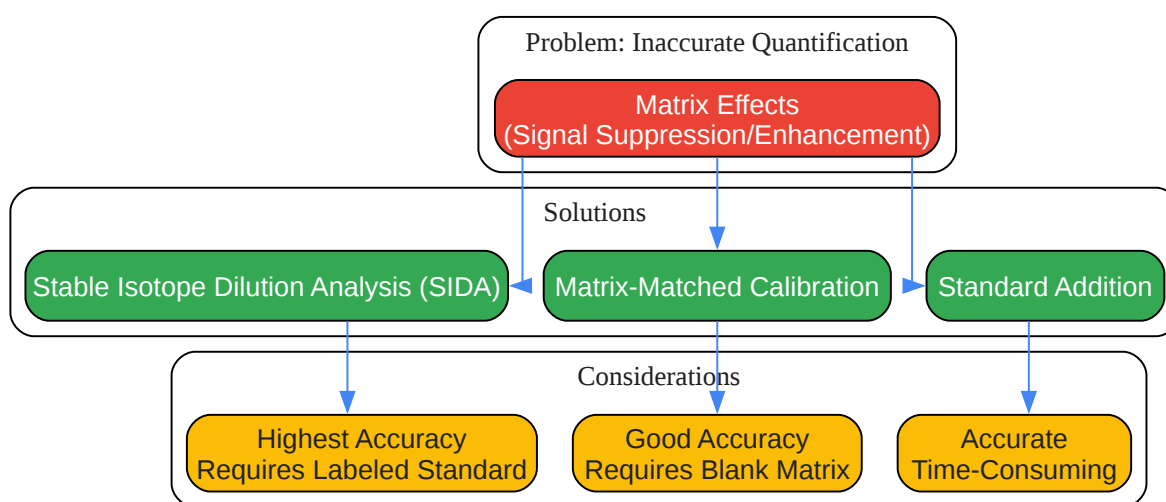 Problem: Inaccurate Quantification
Matrix Effects
(Signal Suppression/Enhancement)
Solutions
Stable Isotope Dilution Analysis (SIDA)
Matrix-Matched Calibration
Standard Addition
Considerations
Highest Accuracy
Requires Labeled Standard
Good Accuracy
Requires Blank Matrix
Accurate
Time-Consuming